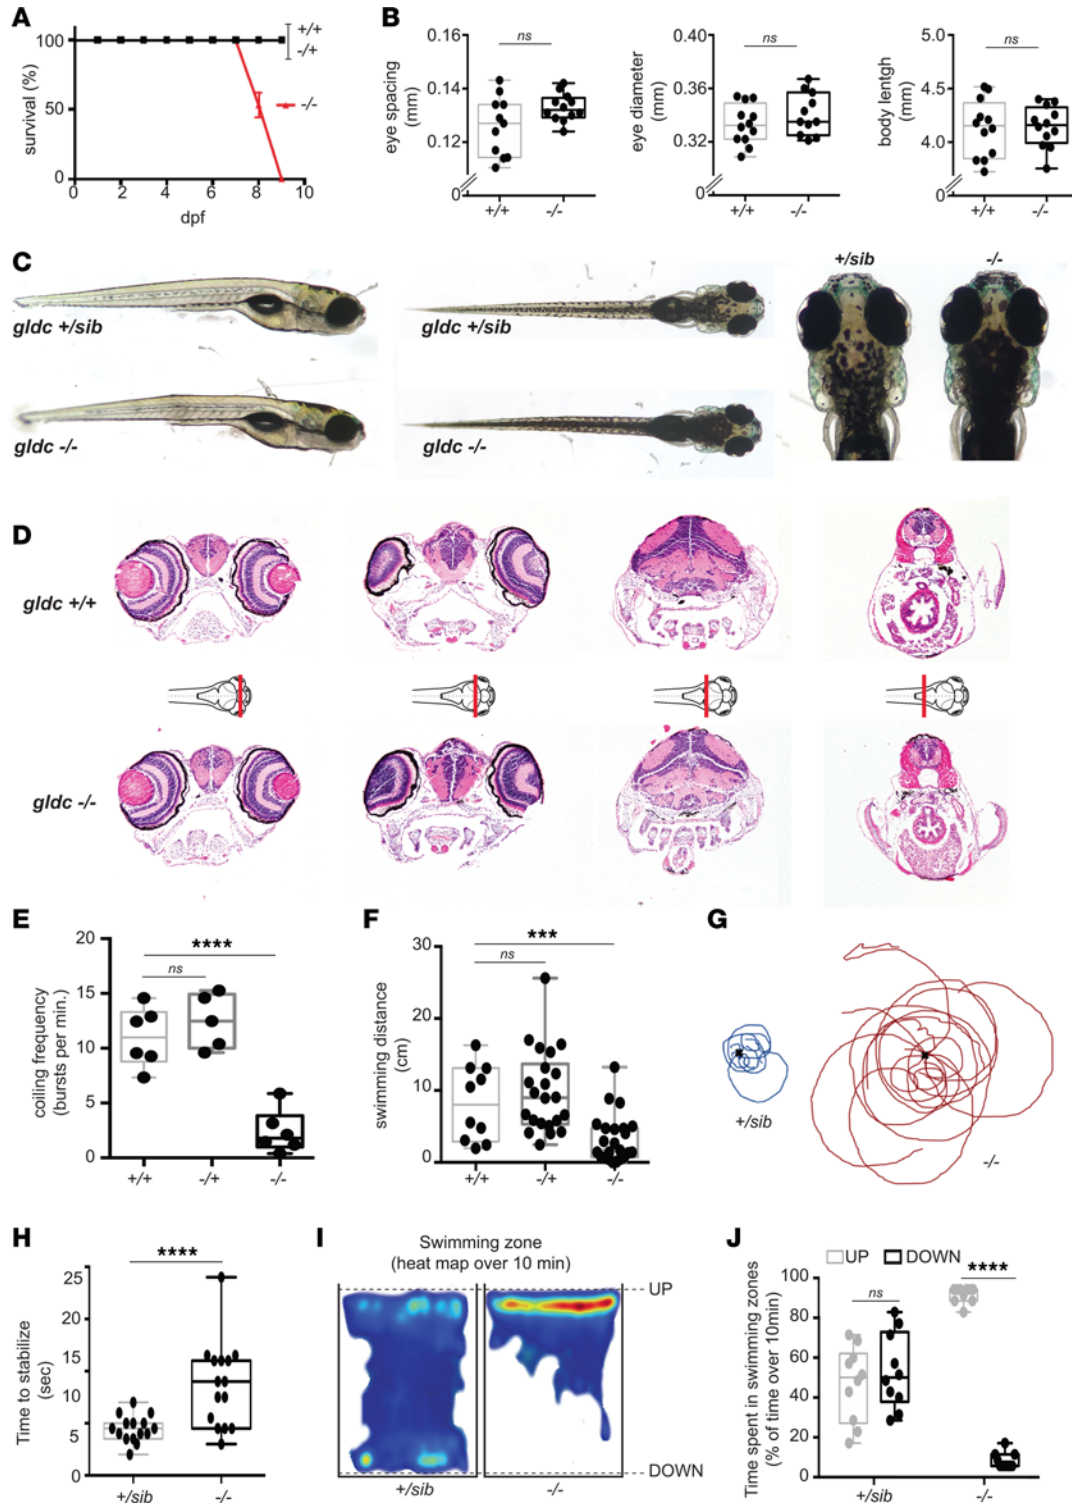 A
survival (%)
100
50
0
0 2 4 6 8 10
dpf
+/+
-/+
-/-
B
eye spacing
(mm)
0.16
0.14
0.12
0
ns
+/+ -/-
eye diameter
(mm)
0.40
0.36
0.32
0
ns
+/+ -/-
body lentgh
(mm)
5.0
4.5
4.0
0
ns
+/+ -/-
C
gldc +/sib
gldc -/-
gldc +/sib
gldc -/-
+/sib -/-
D
gldc +/+
gldc -/-
E
coiling frequency
(bursts per min.)
20
15
10
5
0
****
ns
+/+ -/+ -/-
F
swimming distance
(cm)
30
20
10
0
***
ns
+/+ -/+ -/-
G
+/sib
-/-
H
Time to stabilize
(sec)
25
20
15
10
5
0
****
+/sib -/-
I
Swimming zone
(heat map over 10 min)
UP
DOWN
+/sib -/-
J
UP DOWN
Time spent in swimming zones
(% of time over 10min)
100
80
60
40
20
0
ns
****
+/sib -/-